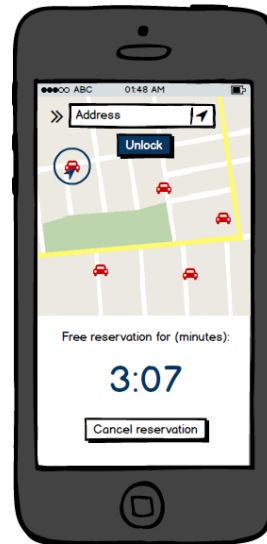 ABC 01:48 AM
Address
Unlock
Free reservation for (minutes):
3:07
Cancel reservation